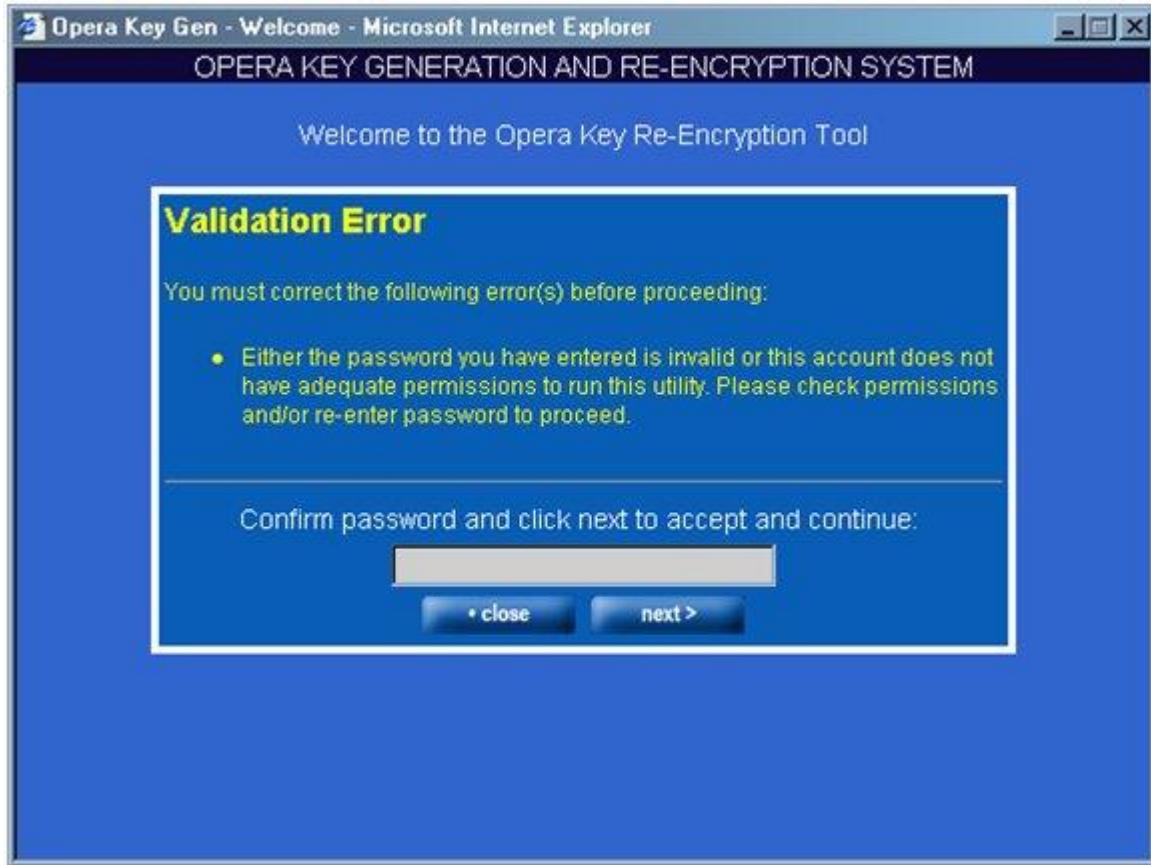 Opera Key Gen - Welcome - Microsoft Internet Explorer
OPERA KEY GENERATION AND RE-ENCRYPTION SYSTEM
Welcome to the Opera Key Re-Encryption Tool
Validation Error
You must correct the following error(s) before proceeding:
• Either the password you have entered is invalid or this account does not
have adequate permissions to run this utility. Please check permissions
and/or re-enter password to proceed.
Confirm password and click next to accept and continue:
• close next >